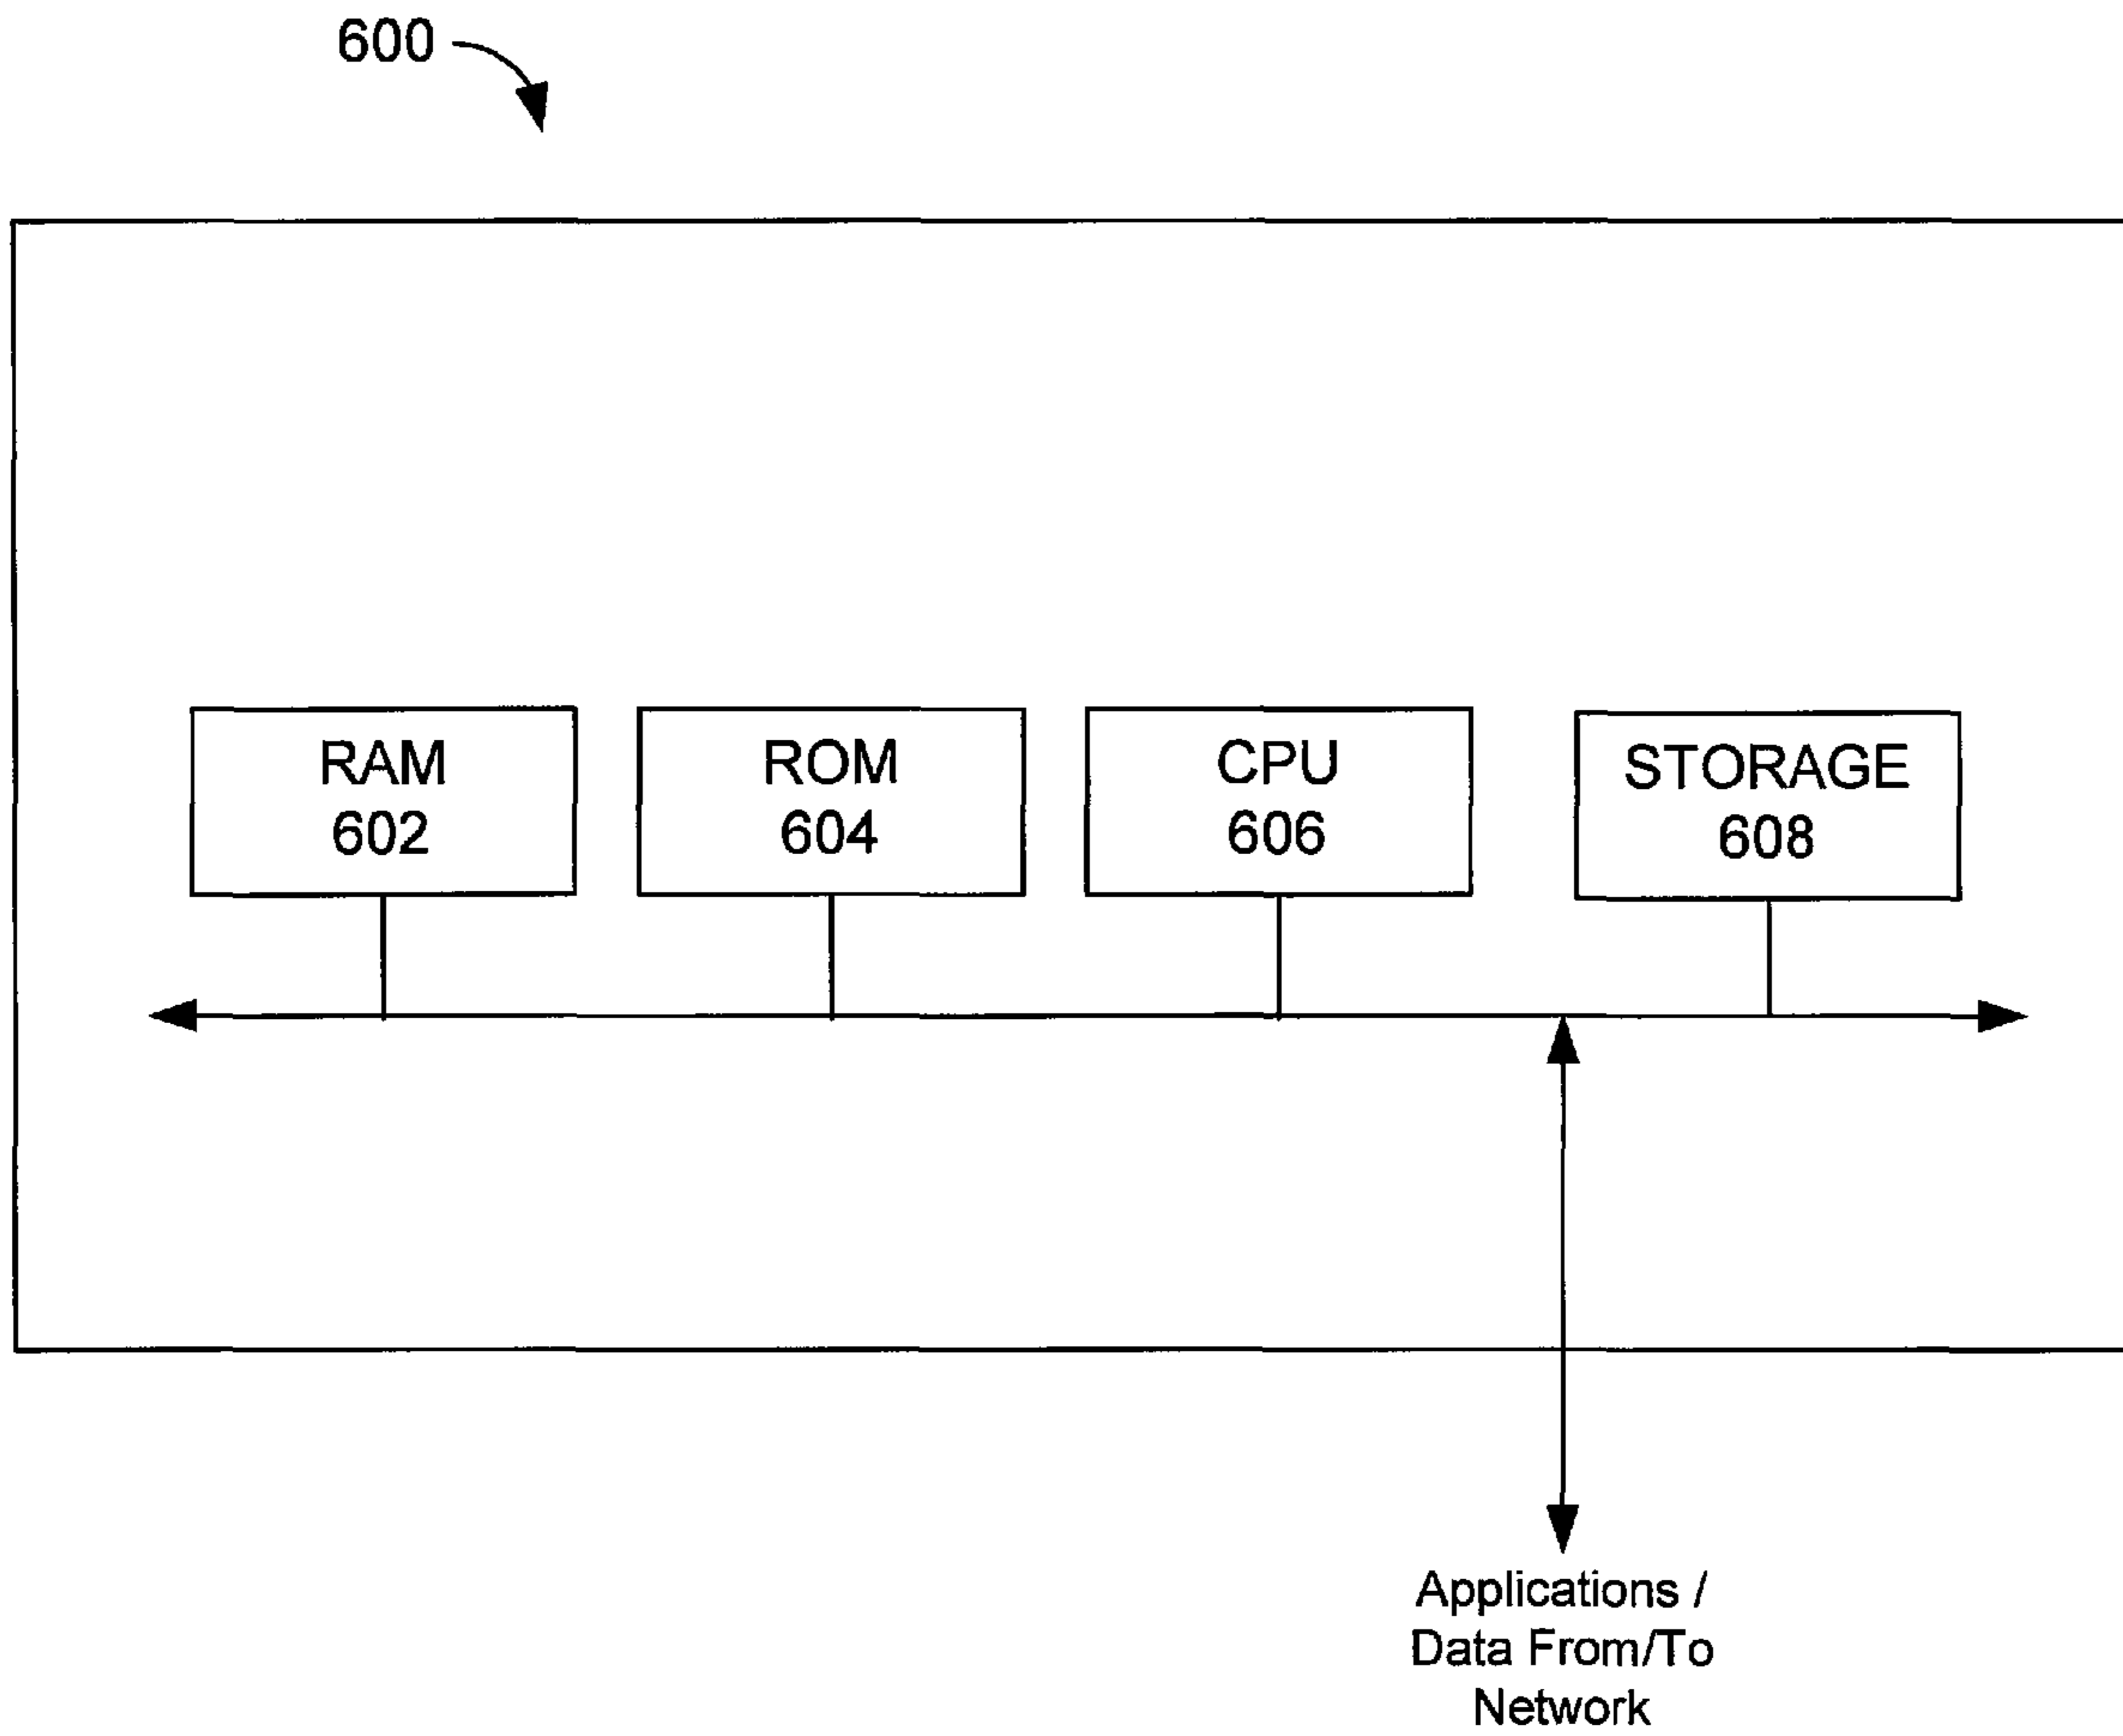 600
RAM
602
ROM
604
CPU
606
STORAGE
608
Applications /
Data From/To
Network